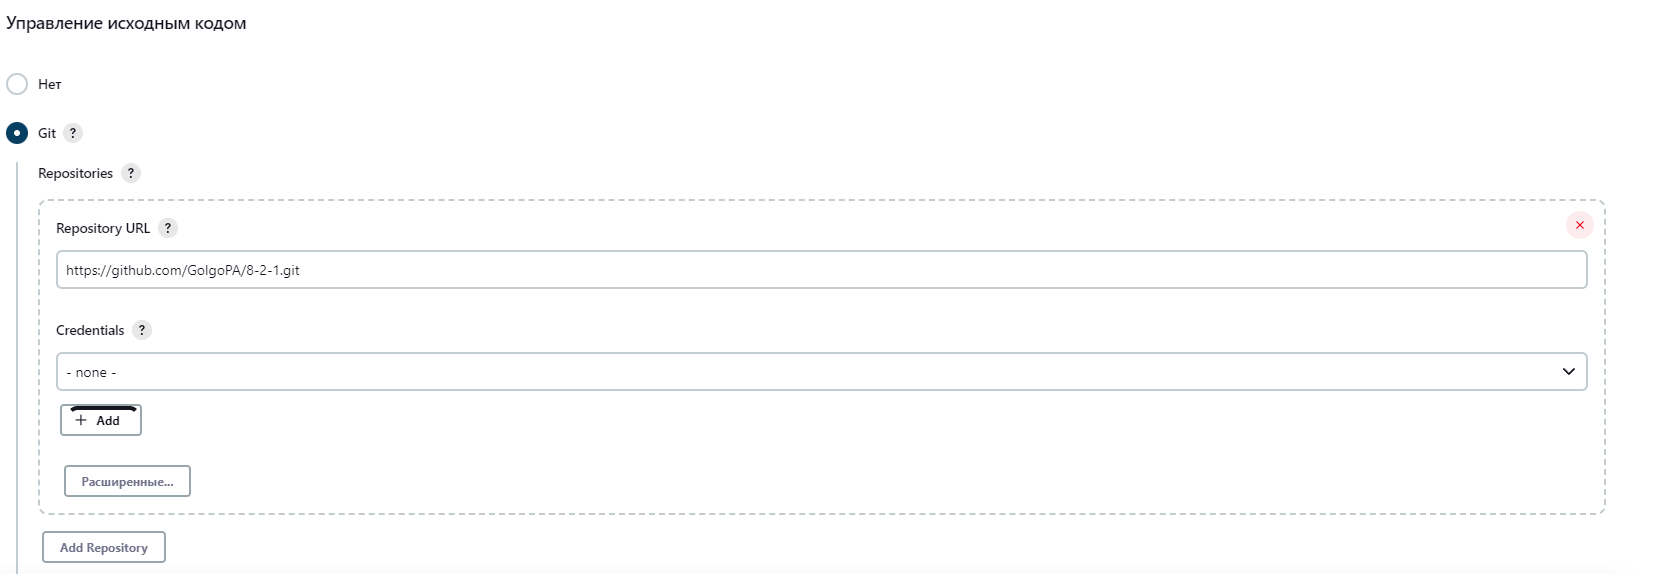 Управление исходным кодом
Нет
Git ?
Repositories ?
Repository URL ?
https://github.com/GolgoPA/8-2-1.git
Credentials ?
- none -
+ Add
Расширенные...
Add Repository